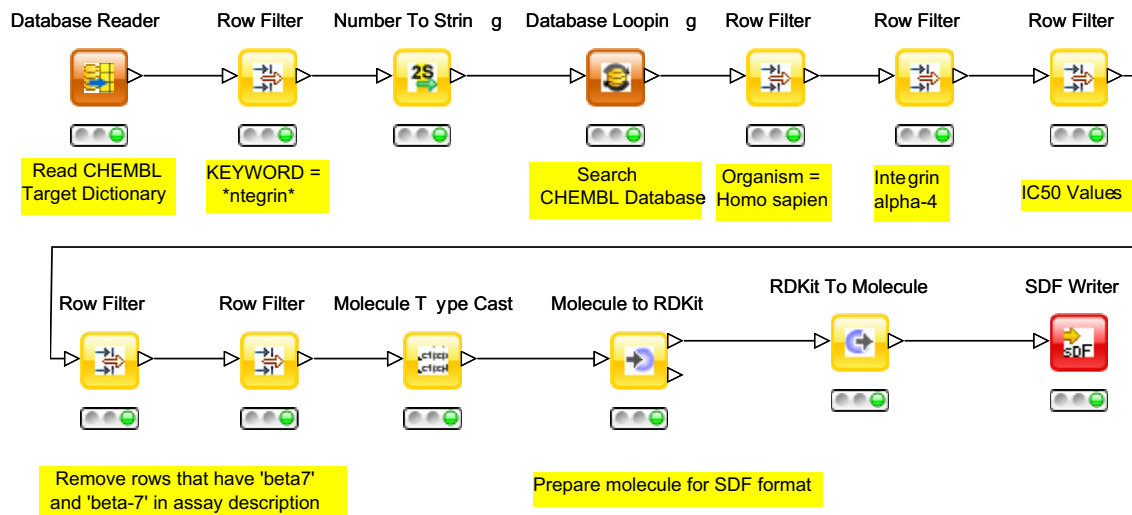 Database Reader
Row Filter
Number To Strin g
Database Loopin g
Row Filter
Row Filter
Row Filter
2S
Read CHEMBL
Target Dictionary
KEYWORD =
*ntegrin*
Search
CHEMBL Database
Organism =
Homo sapien
Integrin
alpha-4
IC50 Values
Row Filter
Row Filter
Molecule T ype Cast
Molecule to RDKit
RDKit To Molecule
SDF Writer
SDF
Remove rows that have 'beta7'
and 'beta-7' in assay description
Prepare molecule for SDF format